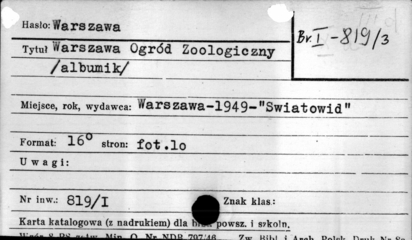 Hasło: Warszawa
Br. I - 819/3
Tytuł Warszawa Ogród Zoologiczny
/albumik/
Miejsce, rok, wydawca: Warszawa-1949-"Swiatowid"
Format: 16° stron: fot.10
Uwagi:
Nr inw.: 819/I Znak klas:
Karta katalogowa (z nadrukiem) dla powsz. i szkoln.